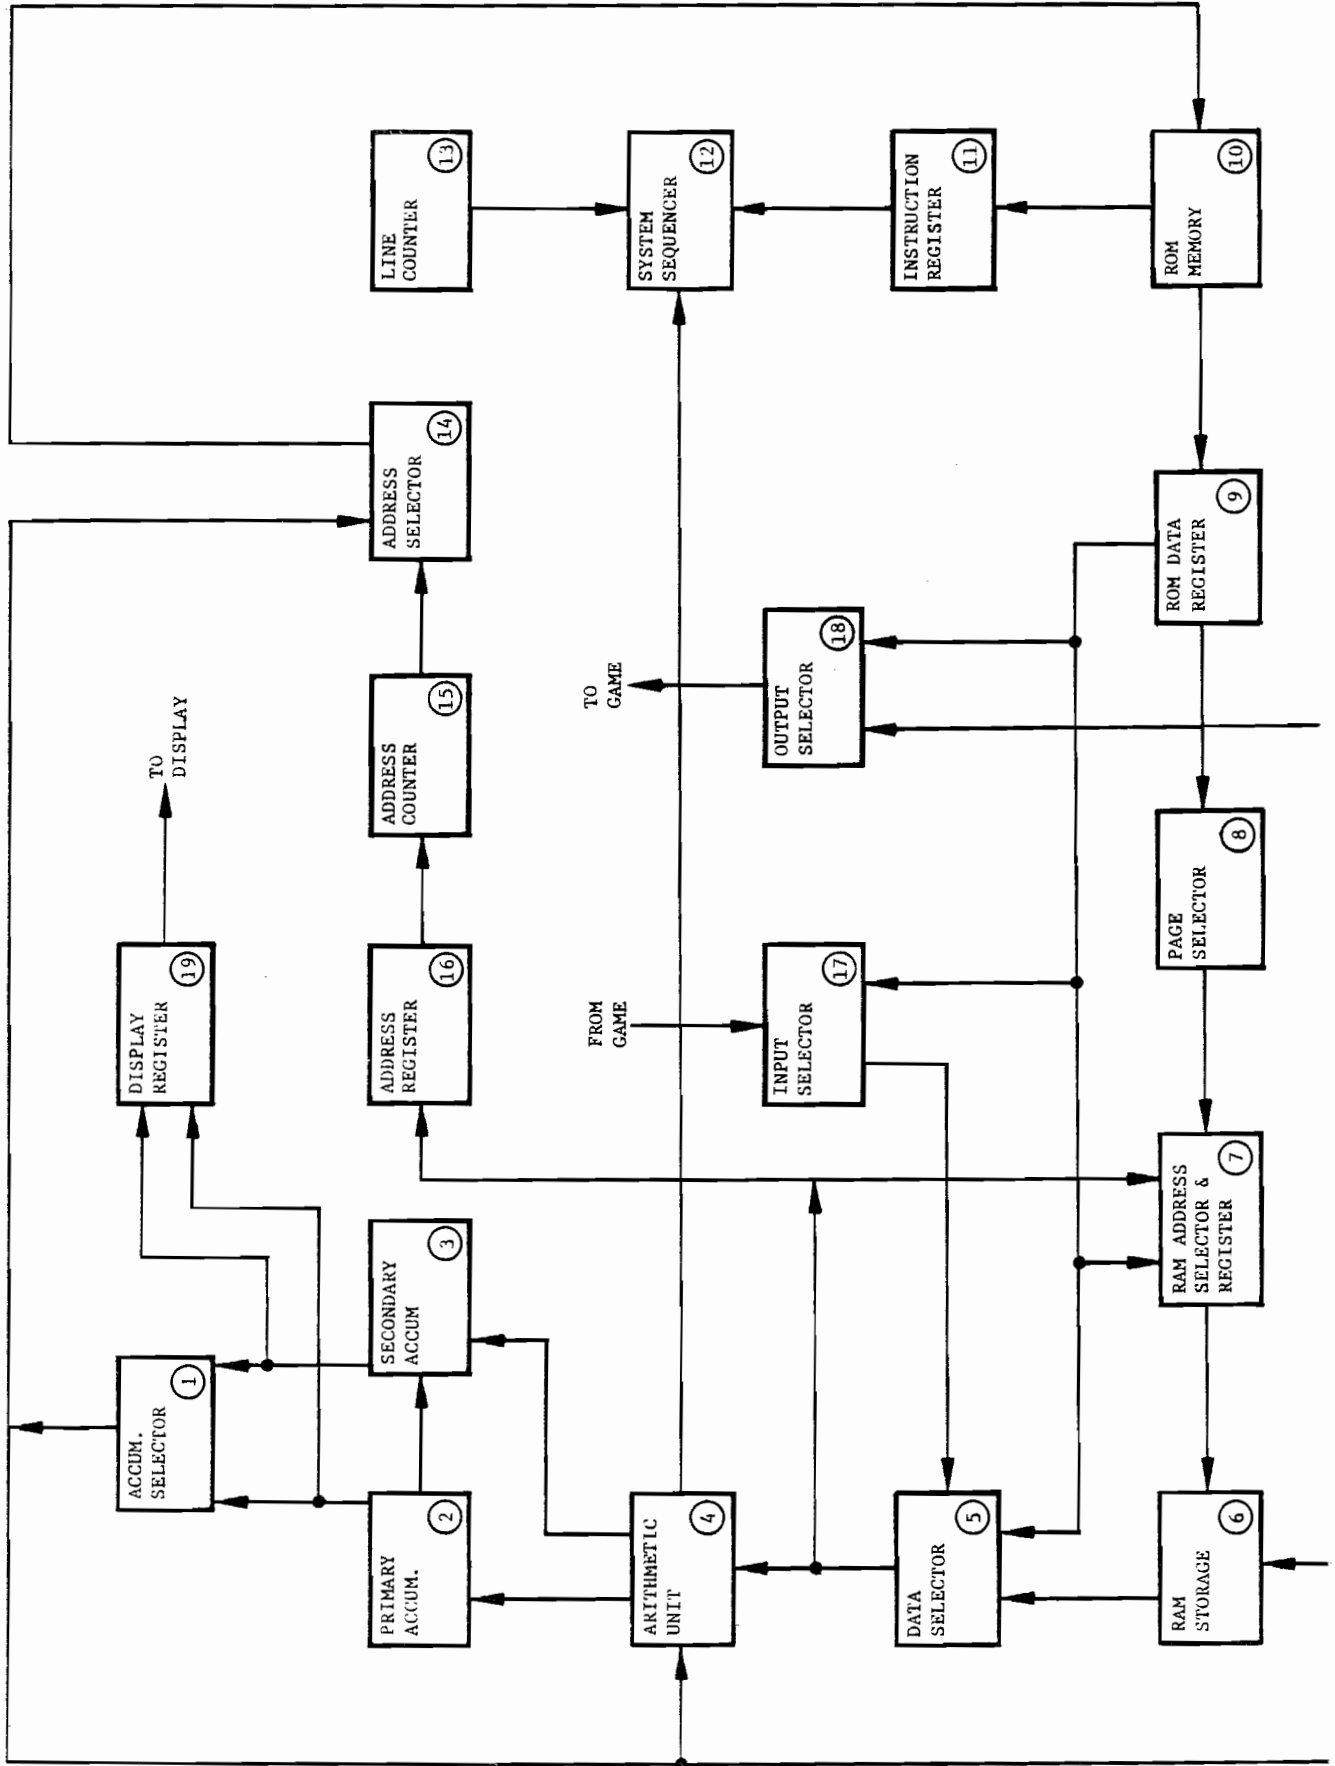 TO
DISPLAY
DISPLAY
REGISTER
19
ACCUM.
SELECTOR
1
LINE
COUNTER
13
ADDRESS
SELECTOR
14
ADDRESS
COUNTER
15
ADDRESS
REGISTER
16
SECONDARY
ACCUM
3
PRIMARY
ACCUM.
2
SYSTEM
SEQUENCER
12
TO
GAME
FROM
GAME
ARITHMETIC
UNIT
4
OUTPUT
SELECTOR
18
INPUT
SELECTOR
17
INSTRUCTION
REGISTER
11
DATA
SELECTOR
5
ROM
MEMORY
10
ROM DATA
REGISTER
9
PAGE
SELECTOR
8
RAM ADDRESS
SELECTOR &
REGISTER
7
RAM
STORAGE
6